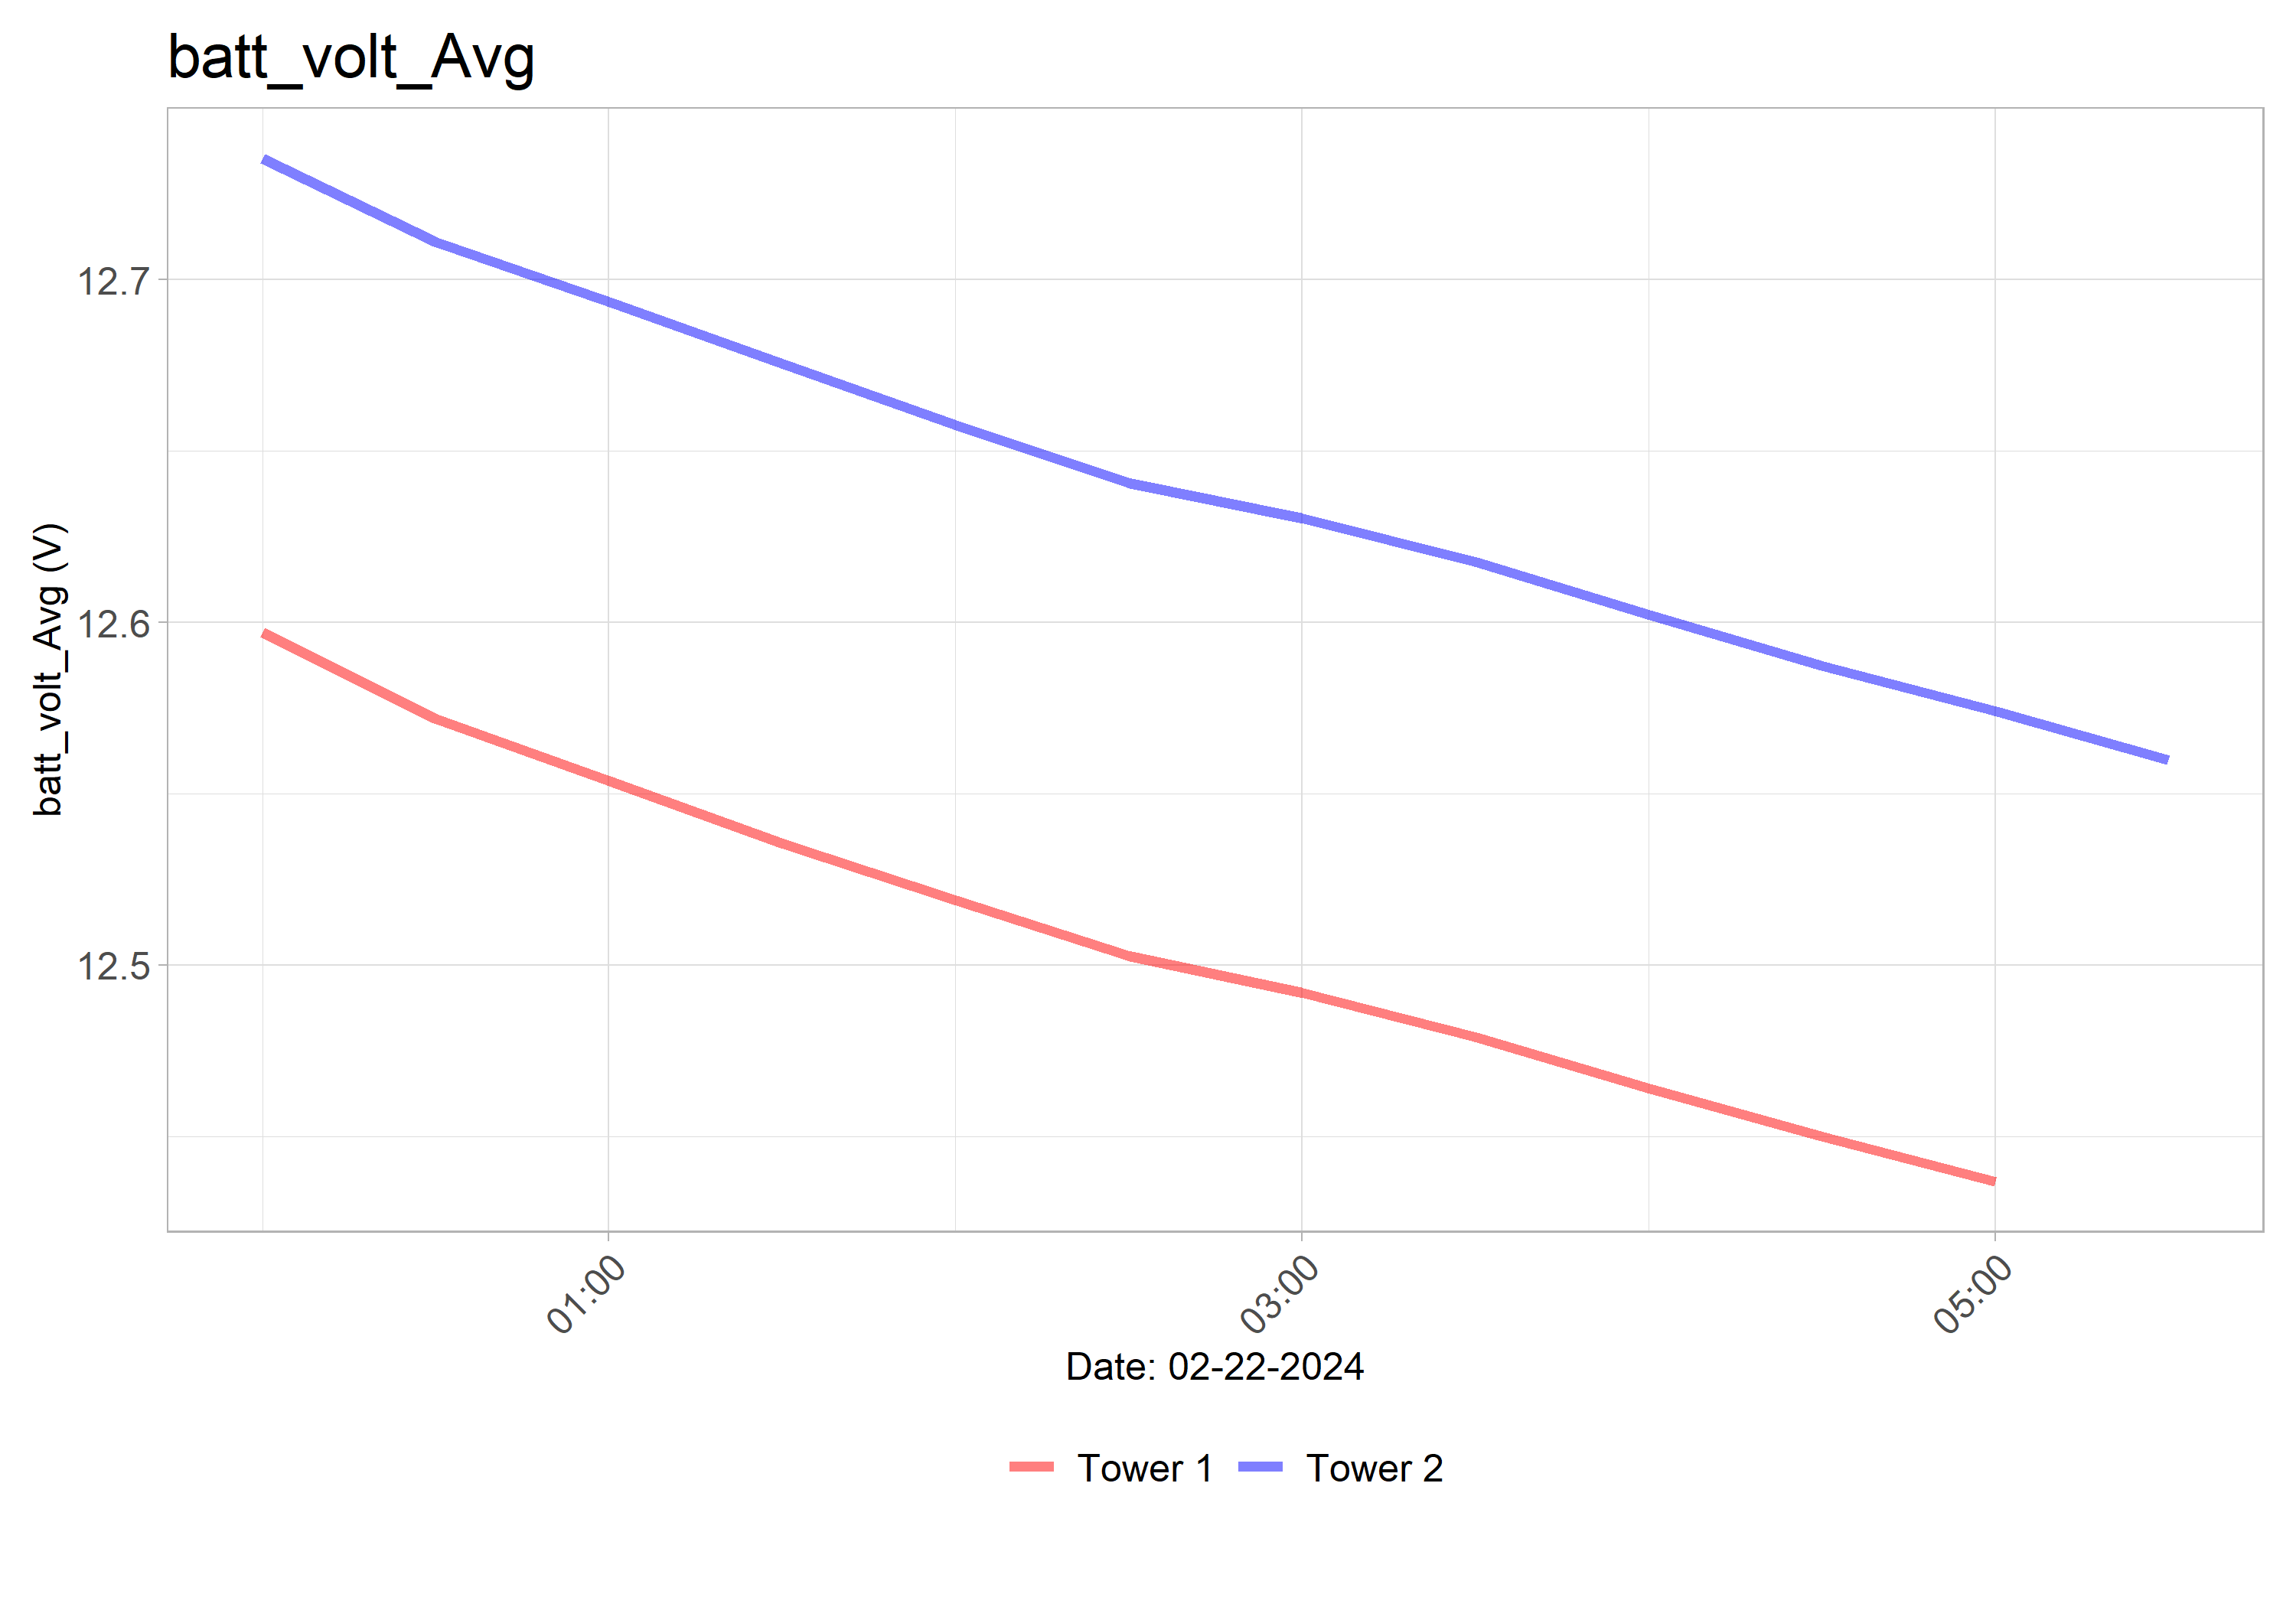 batt_volt_Avg
batt_volt_Avg (V)
12.7
12.6
12.5
01:00
03:00
05:00
Date: 02-22-2024
Tower 1
Tower 2